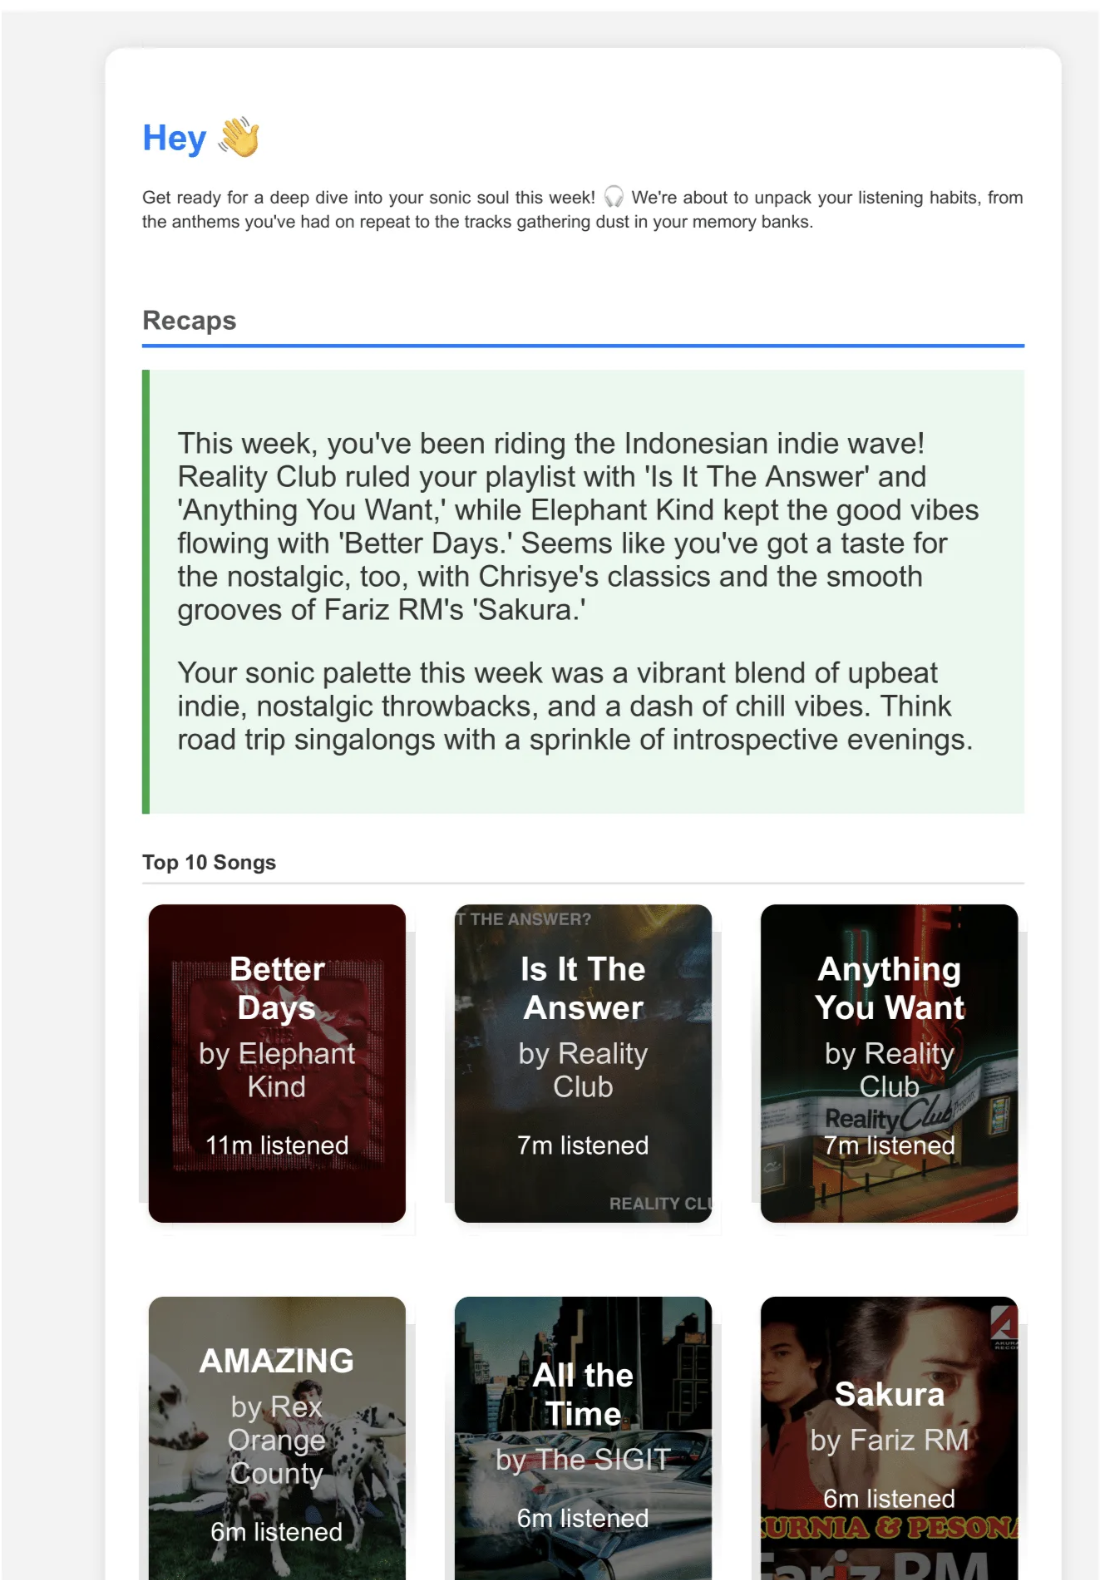 Hey 👋
Get ready for a deep dive into your sonic soul this week! 🎧 We're about to unpack your listening habits, from
the anthems you've had on repeat to the tracks gathering dust in your memory banks.
Recaps
This week, you've been riding the Indonesian indie wave!
Reality Club ruled your playlist with 'Is It The Answer' and
'Anything You Want,' while Elephant Kind kept the good vibes
flowing with 'Better Days.' Seems like you've got a taste for
the nostalgic, too, with Chrisye's classics and the smooth
grooves of Fariz RM's 'Sakura.'
Your sonic palette this week was a vibrant blend of upbeat
indie, nostalgic throwbacks, and a dash of chill vibes. Think
road trip singalongs with a sprinkle of introspective evenings.
Top 10 Songs
Better
Days
by Elephant
Kind
11m listened
T THE ANSWER?
Is It The
Answer
by Reality
Club
7m listened
REALITY CLU
Anything
You Want
by Reality
Club
Reality Club
7m listened
AMAZING
by Rex
Orange
County
6m listened
All the
Time
by The SIGIT
6m listened
Sakura
by Fariz RM
6m listened
KURNIA & PESONA
Fariz RM